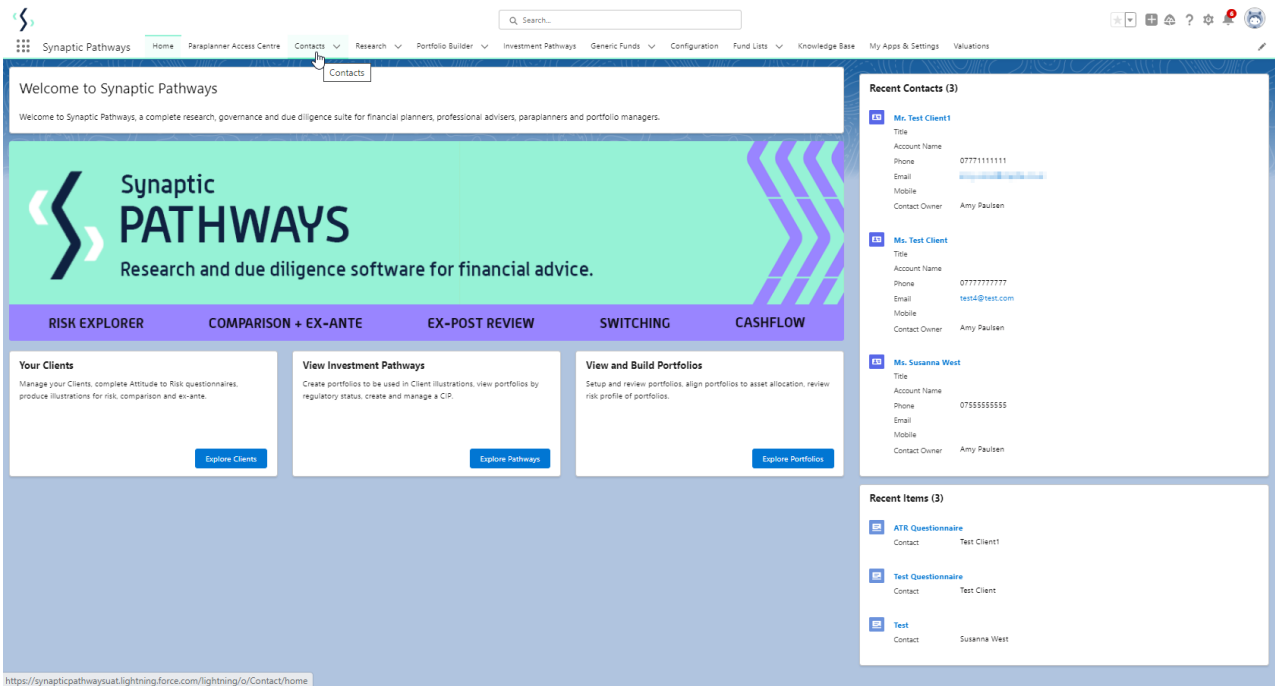 Search...
6
Synaptic Pathways Home Paraplanner Access Centre Contacts Research Portfolio Builder Investment Pathways Generic Funds Configuration Fund Lists Knowledge Base My Apps & Settings Valuations
Contacts
Welcome to Synaptic Pathways
Welcome to Synaptic Pathways, a complete research, governance and due diligence suite for financial planners, professional advisers, paraplanners and portfolio managers.
Synaptic
PATHWAYS
Research and due diligence software for financial advice.
RISK EXPLORER COMPARISON + EX-ANTE EX-POST REVIEW SWITCHING CASHFLOW
Your Clients
Manage your Clients, complete Attitude to Risk questionnaires,
produce illustrations for risk, comparison and ex-ante.
Explore Clients
View Investment Pathways
Create portfolios to be used in Client illustrations, view portfolios by
regulatory status, create and manage a CIP.
Explore Pathways
View and Build Portfolios
Setup and review portfolios, align portfolios to asset allocation, review
risk profile of portfolios.
Explore Portfolios
Recent Contacts (3)
Mr. Test Client1
Title
Account Name
Phone 07771111111
Email
Mobile
Contact Owner Amy Paulsen
Ms. Test Client
Title
Account Name
Phone 07777777777
Email test4@test.com
Mobile
Contact Owner Amy Paulsen
Ms. Susanna West
Title
Account Name
Phone 07555555555
Email
Mobile
Contact Owner Amy Paulsen
Recent Items (3)
ATR Questionnaire
Contact Test Client1
Test Questionnaire
Contact Test Client
Test
Contact Susanna West
https://synapticpathwaysuat.lightning.force.com/lightning/o/Contact/home